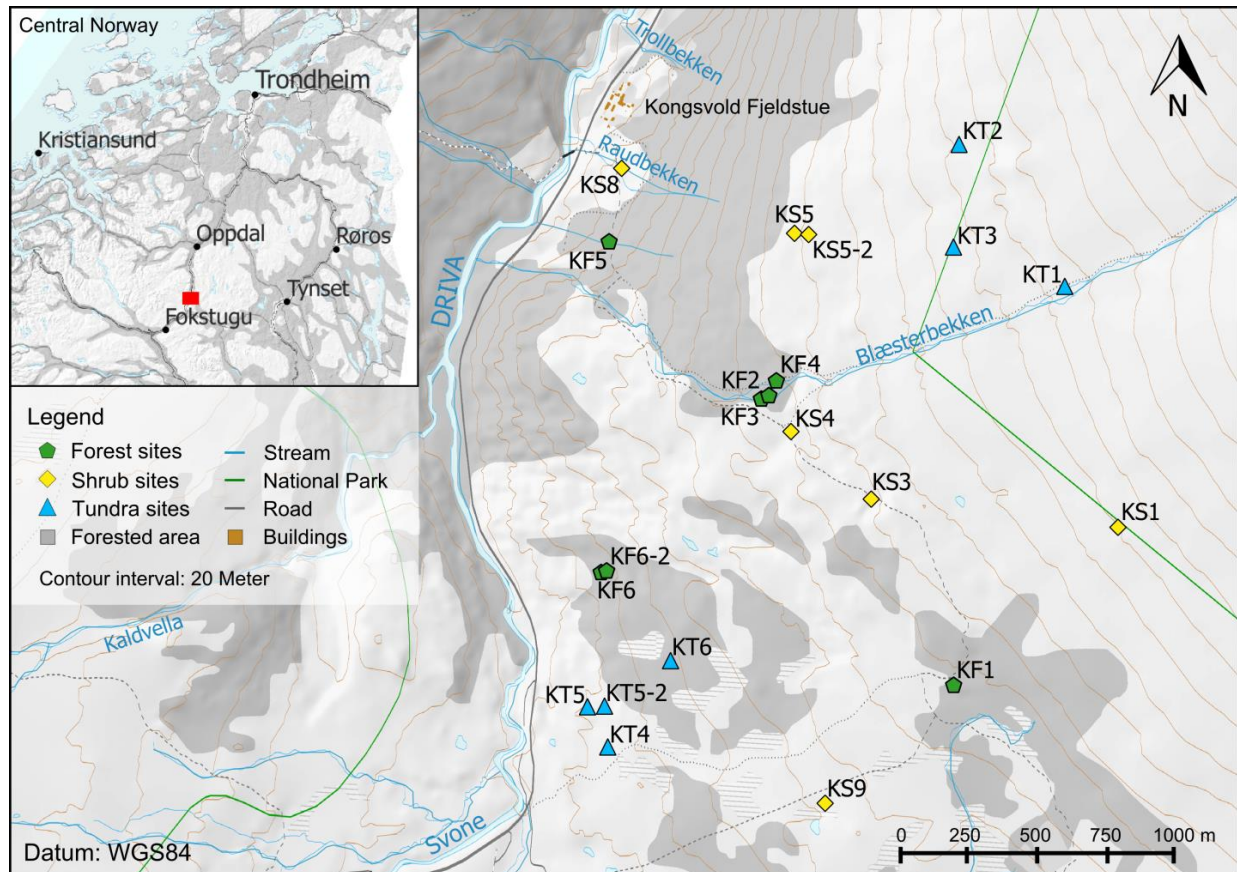 Central Norway
Trondheim
Kristiansund
Oppdal
Røros
Tynset
Fokstugu
Legend
Forest sites
Shrub sites
Tundra sites
Forested area
Stream
National Park
Road
Buildings
Contour interval: 20 Meter
Trollbekken
Kongsvold Fjeldstue
N
KT2
Raudbekken
KS8
KS5
KS5-2
KT3
KF5
KT1
DRIVA
Blæsterbekken
KF4
KF2
KF3
KS4
KS3
KS1
KF6-2
KF6
Kaldvella
KT6
KF1
KT5
KT5-2
KT4
KS9
Svone
0 250 500 750 1000 m
Datum: WGS84